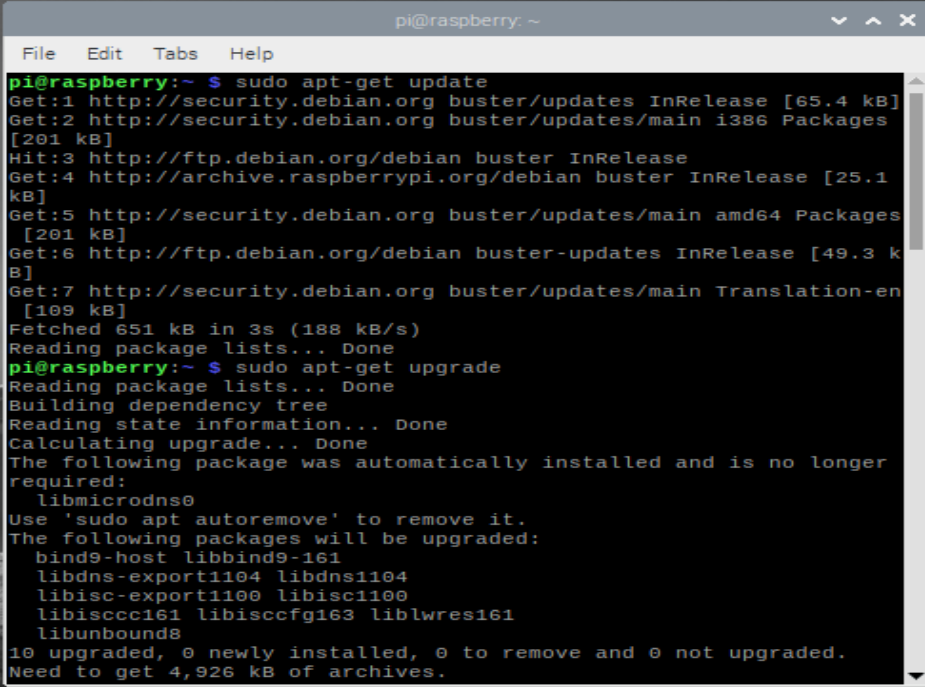 pi@raspberry: ~
File Edit Tabs Help
pi@raspberry:~ $ sudo apt-get update
Get:1 http://security.debian.org buster/updates InRelease [65.4 kB]
Get:2 http://security.debian.org buster/updates/main i386 Packages
[201 kB]
Hit:3 http://ftp.debian.org/debian buster InRelease
Get:4 http://archive.raspberrypi.org/debian buster InRelease [25.1
kB]
Get:5 http://security.debian.org buster/updates/main amd64 Packages
 [201 kB]
Get:6 http://ftp.debian.org/debian buster-updates InRelease [49.3 k
B]
Get:7 http://security.debian.org buster/updates/main Translation-en
 [109 kB]
Fetched 651 kB in 3s (188 kB/s)
Reading package lists... Done
pi@raspberry:~ $ sudo apt-get upgrade
Reading package lists... Done
Building dependency tree
Reading state information... Done
Calculating upgrade... Done
The following package was automatically installed and is no longer
required:
  libmicrodns0
Use 'sudo apt autoremove' to remove it.
The following packages will be upgraded:
  bind9-host libbind9-161
  libdns-export1104 libdns1104
  libisc-export1100 libisc1100
  libisccc161 libisccfg163 liblwres161
  libunbound8
10 upgraded, 0 newly installed, 0 to remove and 0 not upgraded.
Need to get 4,926 kB of archives.